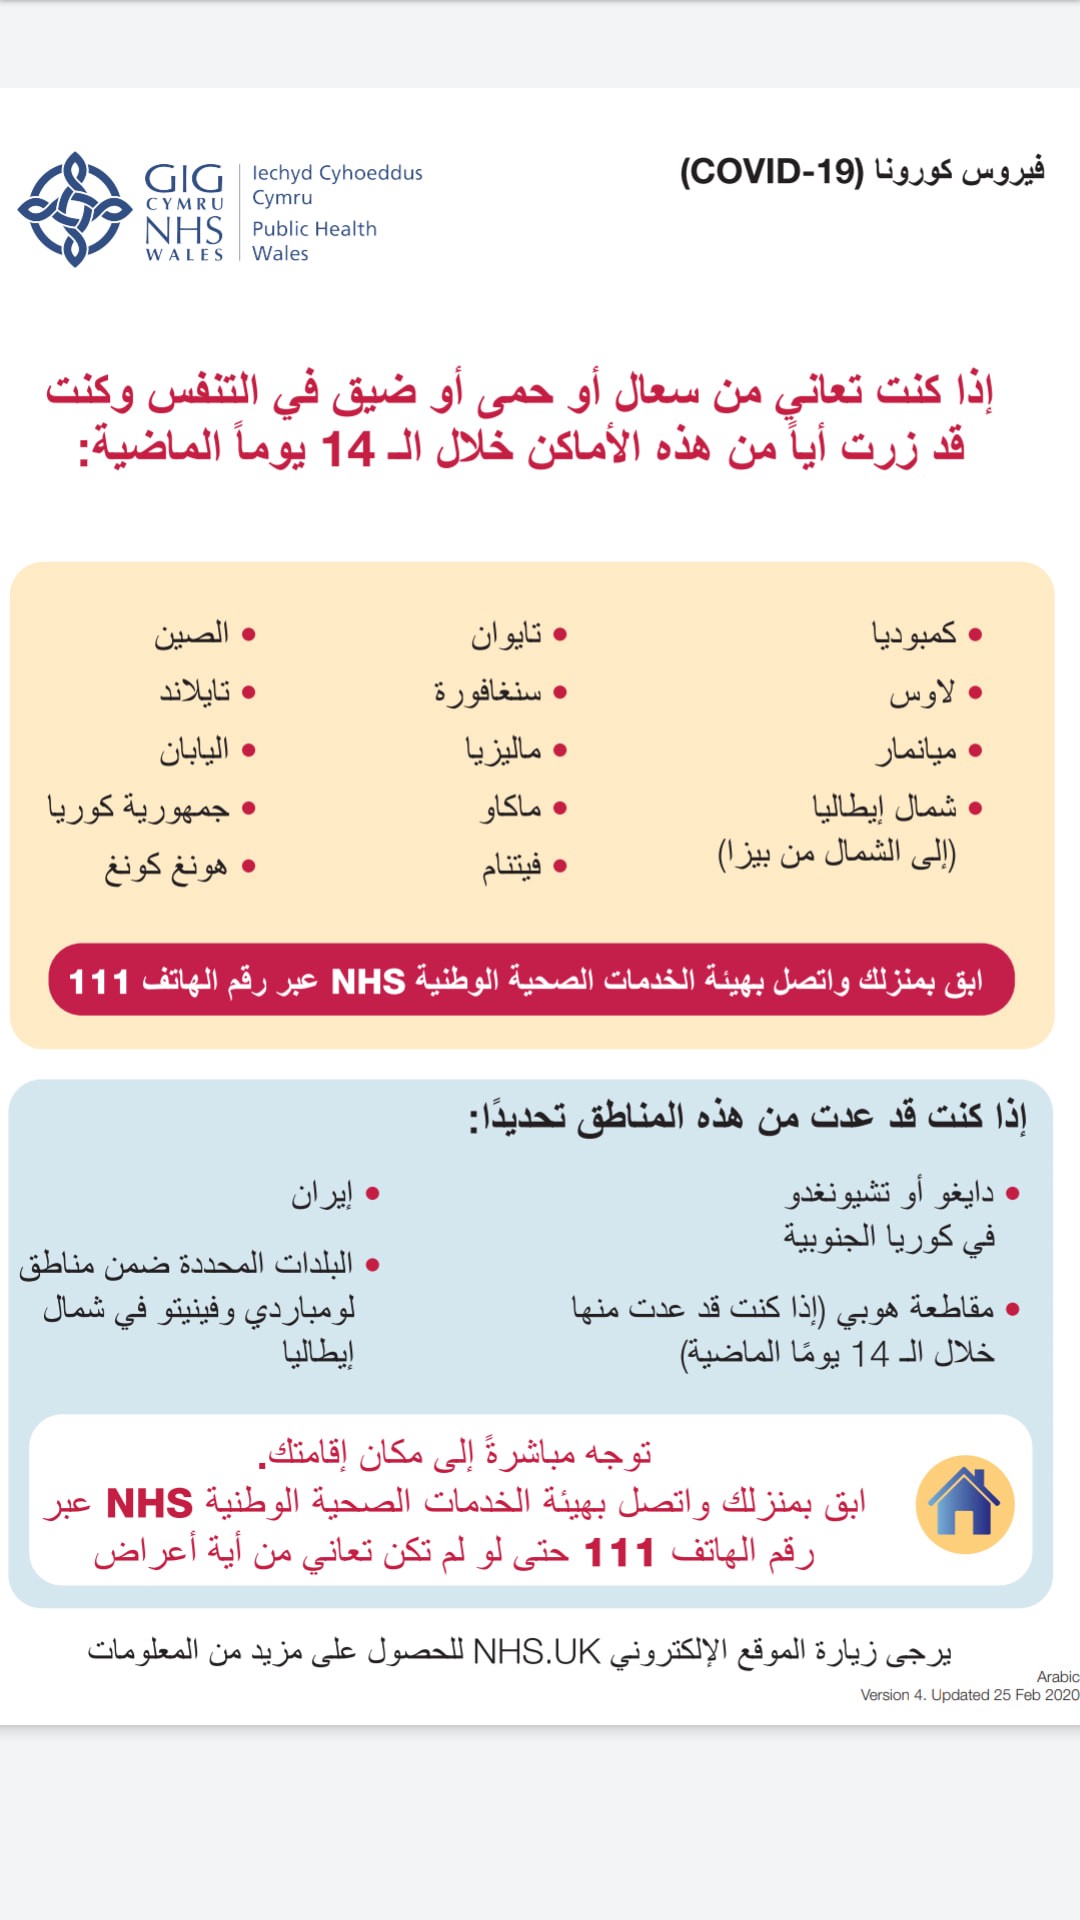 GIG
CYMRU
NHS
WALES
Iechyd Cyhoeddus
Cymru
Public Health
Wales
فيروس كورونا (COVID-19)
إذا كنت تعاني من سعال أو حمى أو ضيق في التنفس وكنت
قد زرت أياً من هذه الأماكن خلال الـ 14 يوماً الماضية:
• كمبوديا
• لاوس
• ميانمار
• شمال إيطاليا
(إلى الشمال من بيزا)
• تايوان
• سنغافورة
• ماليزيا
• ماكاو
• فيتنام
• الصين
• تايلاند
• اليابان
• جمهورية كوريا
• هونغ كونغ
ابق بمنزلك واتصل بهيئة الخدمات الصحية الوطنية NHS عبر رقم الهاتف 111
إذا كنت قد عدت من هذه المناطق تحديدًا:
• دايغو أو تشيونغدو
في كوريا الجنوبية
• مقاطعة هوبي (إذا كنت قد عدت منها
خلال الـ 14 يومًا الماضية)
• إيران
• البلدات المحددة ضمن مناطق
لومباردي وفينيتو في شمال
إيطاليا
توجه مباشرةً إلى مكان إقامتك.
ابق بمنزلك واتصل بهيئة الخدمات الصحية الوطنية NHS عبر
رقم الهاتف 111 حتى لو لم تكن تعاني من أية أعراض
يرجى زيارة الموقع الإلكتروني NHS.UK للحصول على مزيد من المعلومات
Arabic
Version 4. Updated 25 Feb 2020